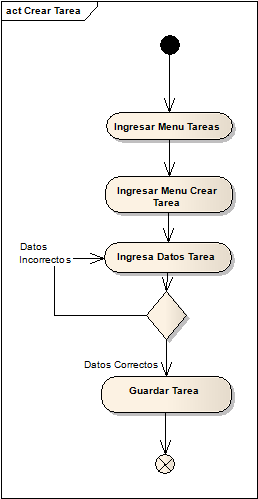 act Crear Tarea
Ingresar Menu Tareas
Ingresar Menu Crear
Tarea
Datos
Incorrectos
Ingresa Datos Tarea
Datos Correctos
Guardar Tarea